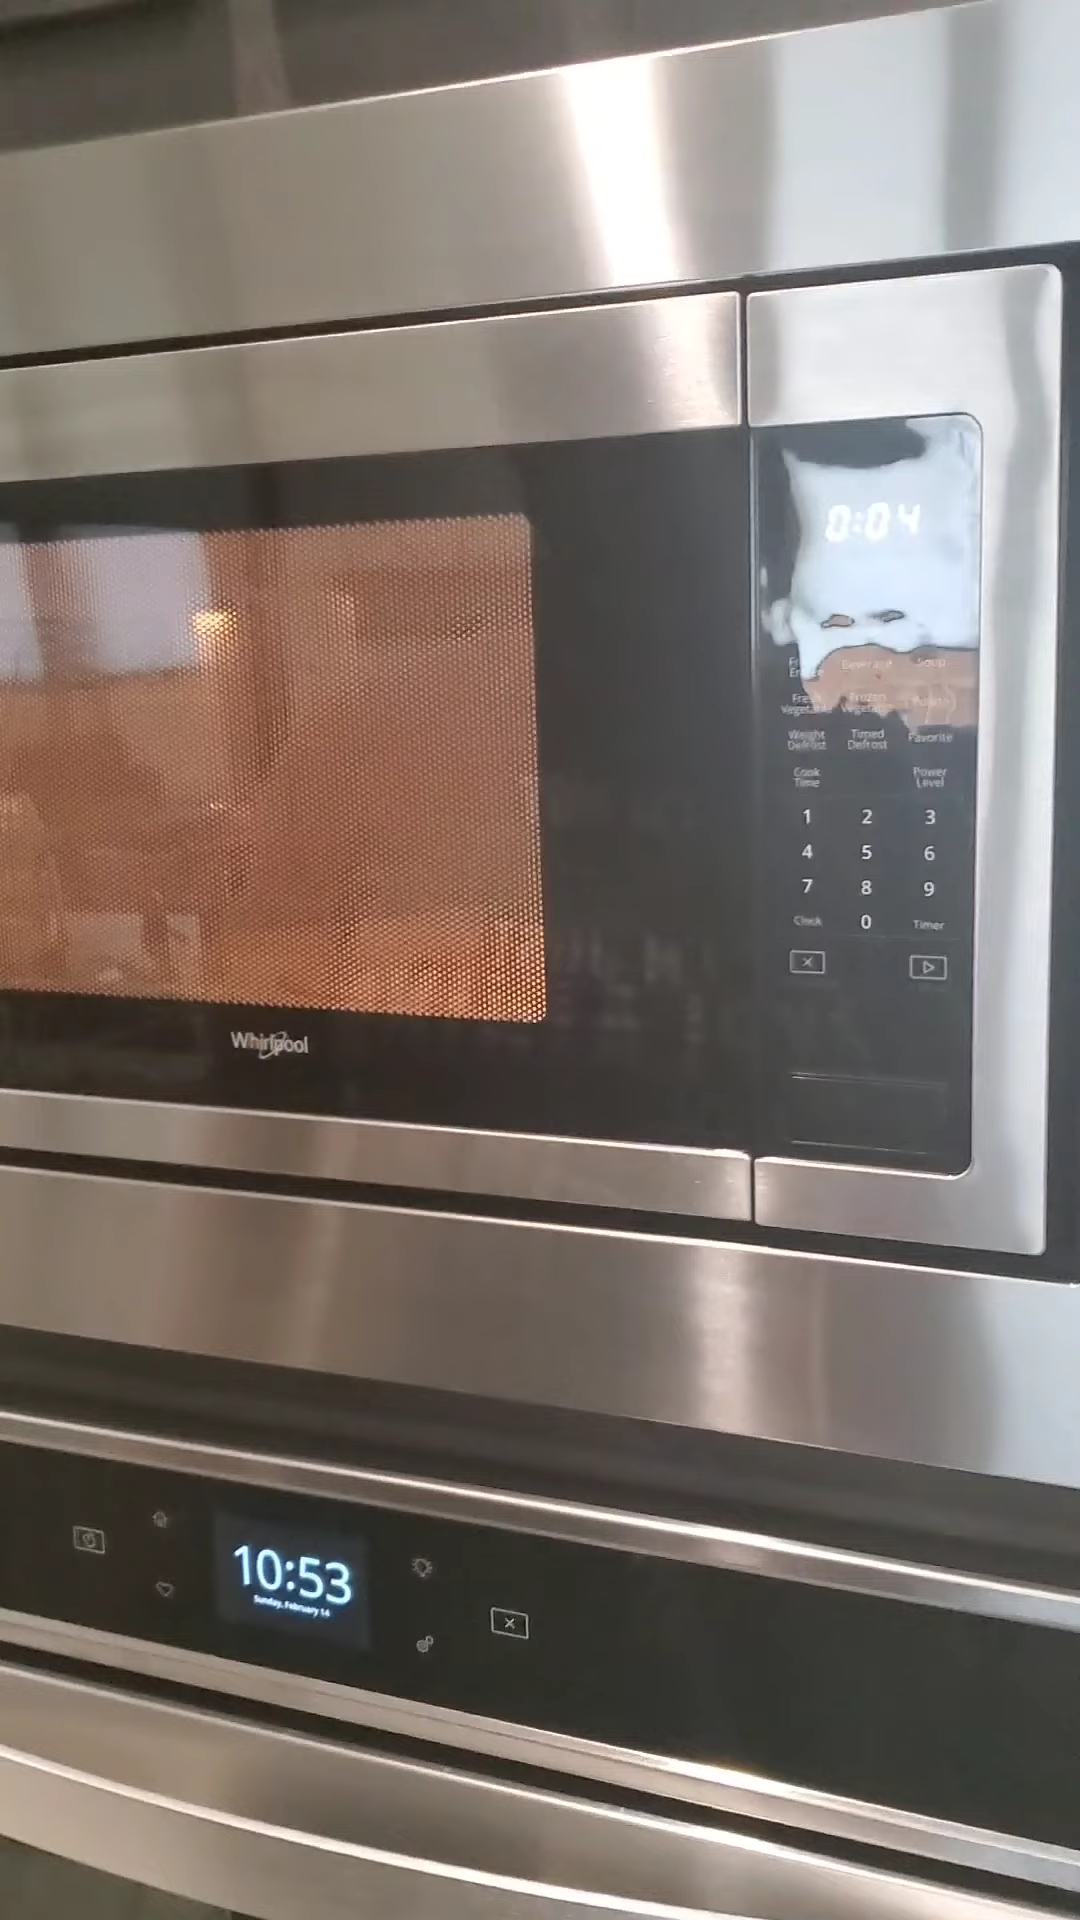 0:04
Beverage Soup
Fresh Vegetable Frozen Vegetable Potato
Weight Defrost Timed Defrost Favorite
Cook Time Power Level
1 2 3
4 5 6
7 8 9
Clock 0 Timer
Whirlpool
10:53
Sunday, February 14